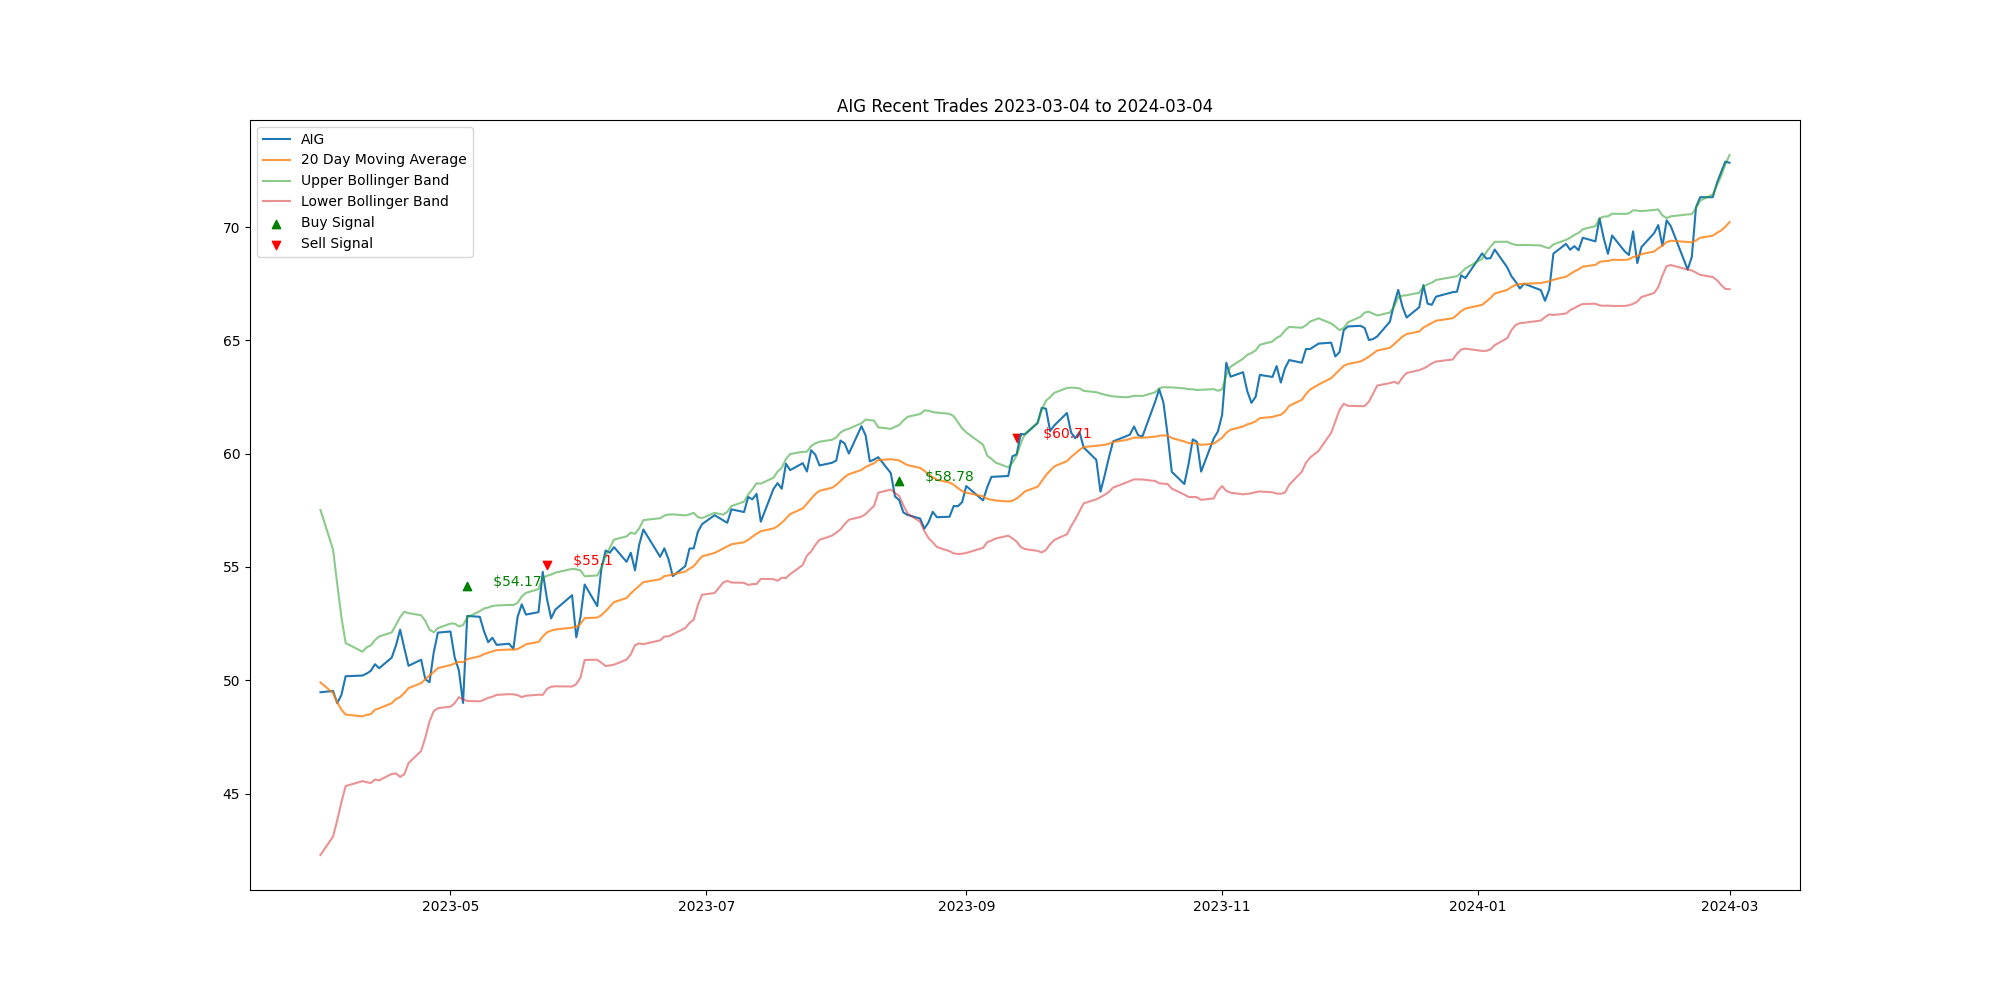 AIG Recent Trades 2023-03-04 to 2024-03-04
AIG
20 Day Moving Average
Upper Bollinger Band
Lower Bollinger Band
Buy Signal
Sell Signal
70
65
60
55
50
45
$54.17
$55.1
$58.78
$60.71
2023-05
2023-07
2023-09
2023-11
2024-01
2024-03